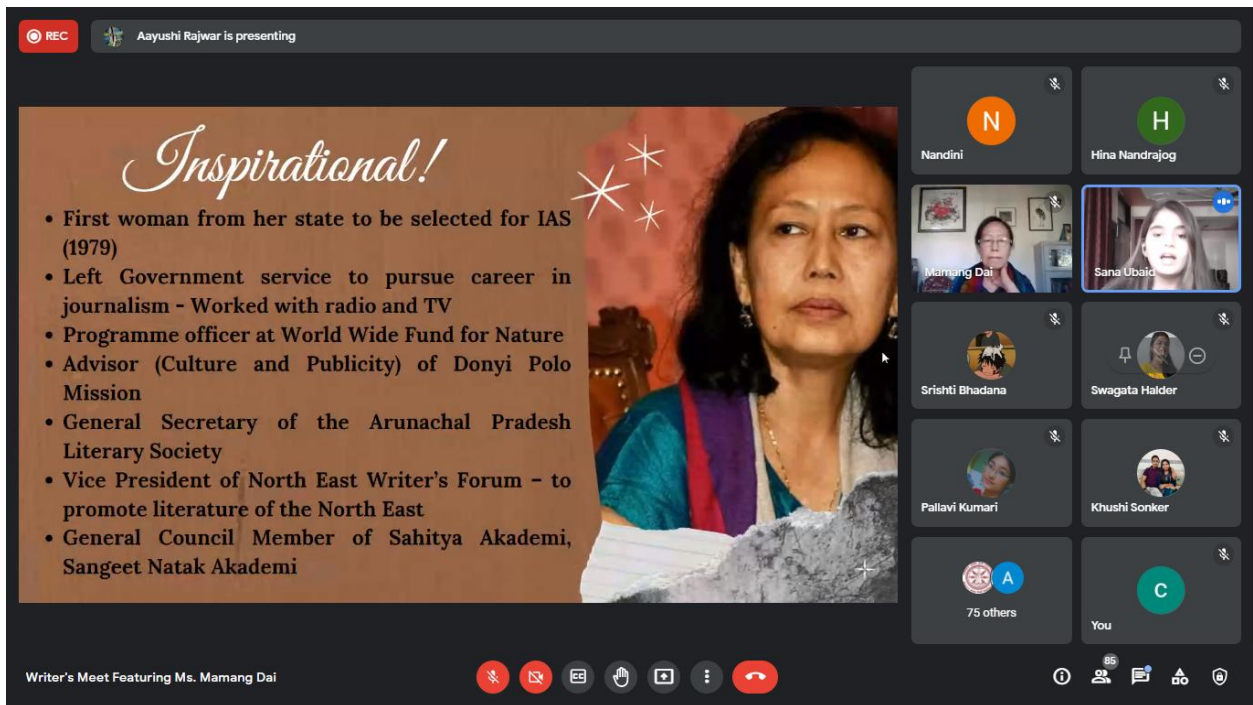 REC
Aayushi Rajwar is presenting
Inspirational!
• First woman from her state to be selected for IAS
(1979)
• Left Government service to pursue career in
journalism - Worked with radio and TV
• Programme officer at World Wide Fund for Nature
• Advisor (Culture and Publicity) of Donyi Polo
Mission
• General Secretary of the Arunachal Pradesh
Literary Society
• Vice President of North East Writer's Forum – to
promote literature of the North East
• General Council Member of Sahitya Akademi,
Sangeet Natak Akademi
N
Nandini
H
Hina Nandrajog
Mamang Dai
Sana Ubaid
Srishti Bhadana
Swagata Halder
Pallavi Kumari
Khushi Sonker
A
75 others
C
You
Writer's Meet Featuring Ms. Mamang Dai
CC
85